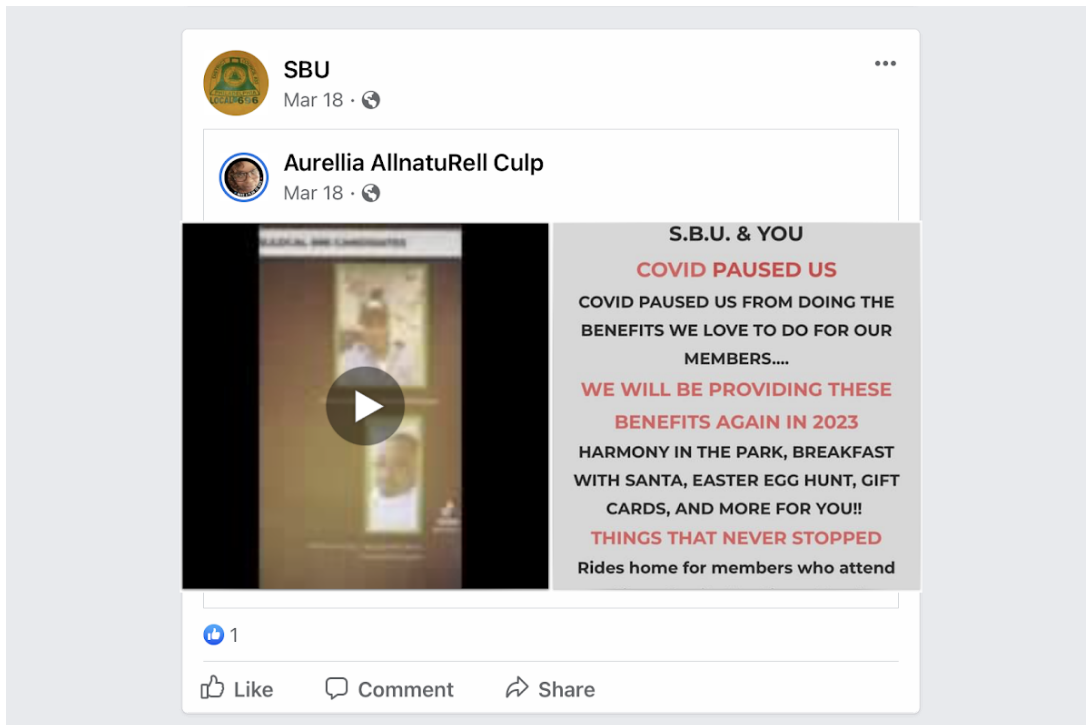 SBU
Mar 18 ·
LOCAL 696
Aurellia AllnatuRell Culp
Mar 18 ·
CANDIDATES
S.B.U. & YOU
COVID PAUSED US
COVID PAUSED US FROM DOING THE
BENEFITS WE LOVE TO DO FOR OUR
MEMBERS....
WE WILL BE PROVIDING THESE
BENEFITS AGAIN IN 2023
HARMONY IN THE PARK, BREAKFAST
WITH SANTA, EASTER EGG HUNT, GIFT
CARDS, AND MORE FOR YOU!!
THINGS THAT NEVER STOPPED
Rides home for members who attend
1
Like Comment Share